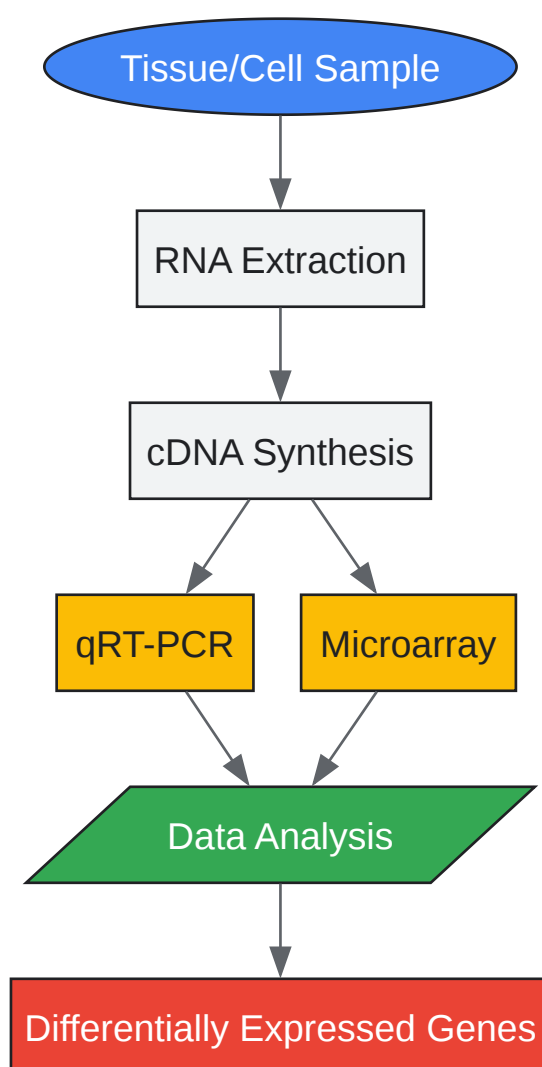 Tissue/Cell Sample
RNA Extraction
cDNA Synthesis
qRT-PCR
Microarray
Data Analysis
Differentially Expressed Genes